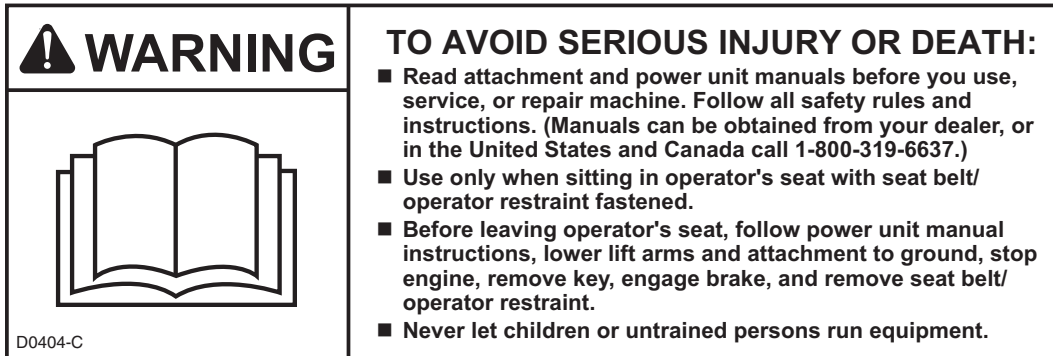 WARNING
D0404-C
TO AVOID SERIOUS INJURY OR DEATH:
■ Read attachment and power unit manuals before you use,
service, or repair machine. Follow all safety rules and
instructions. (Manuals can be obtained from your dealer, or
in the United States and Canada call 1-800-319-6637.)
■ Use only when sitting in operator's seat with seat belt/
operator restraint fastened.
■ Before leaving operator's seat, follow power unit manual
instructions, lower lift arms and attachment to ground, stop
engine, remove key, engage brake, and remove seat belt/
operator restraint.
■ Never let children or untrained persons run equipment.